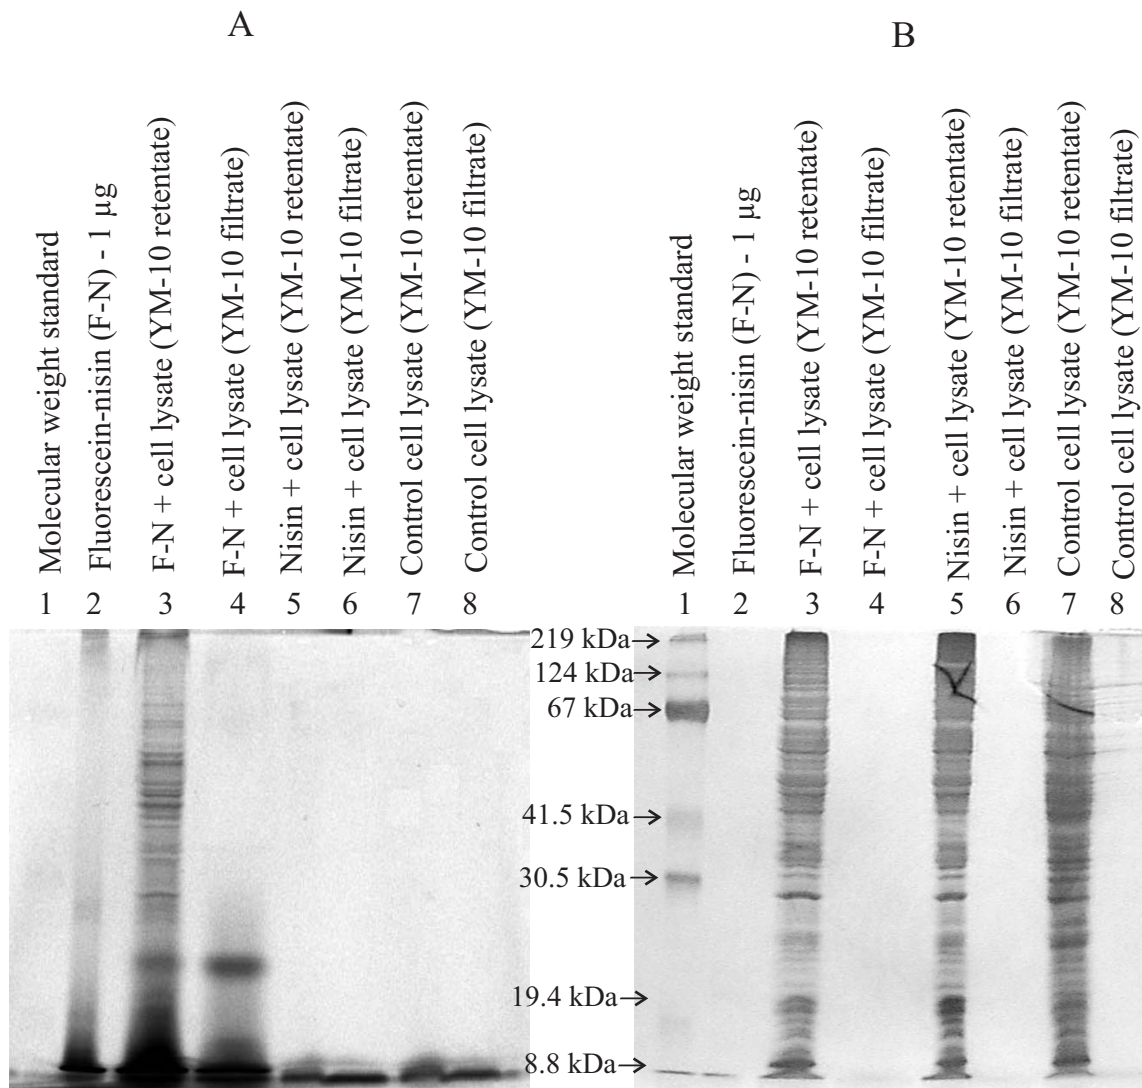 A
Molecular weight standard
Fluorescein-nisin (F-N) - 1 µg
F-N + cell lysate (YM-10 retentate)
F-N + cell lysate (YM-10 filtrate)
Nisin + cell lysate (YM-10 retentate)
Nisin + cell lysate (YM-10 filtrate)
Control cell lysate (YM-10 retentate)
Control cell lysate (YM-10 filtrate)
1 2 3 4 5 6 7 8
B
Molecular weight standard
Fluorescein-nisin (F-N) - 1 µg
F-N + cell lysate (YM-10 retentate)
F-N + cell lysate (YM-10 filtrate)
Nisin + cell lysate (YM-10 retentate)
Nisin + cell lysate (YM-10 filtrate)
Control cell lysate (YM-10 retentate)
Control cell lysate (YM-10 filtrate)
1 2 3 4 5 6 7 8
219 kDa
124 kDa
67 kDa
41.5 kDa
30.5 kDa
19.4 kDa
8.8 kDa